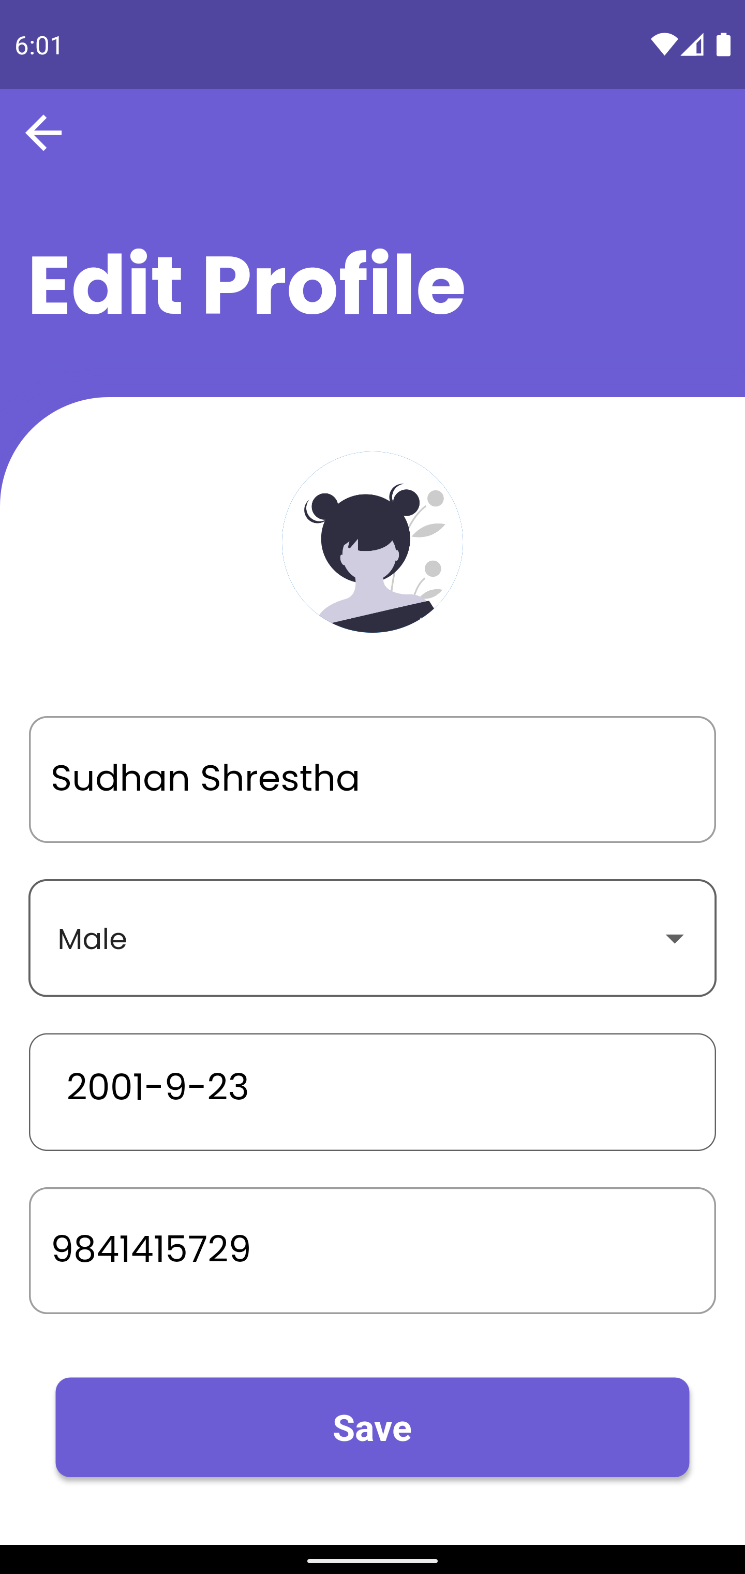 6:01
Edit Profile
Sudhan Shrestha
Male
2001-9-23
9841415729
Save